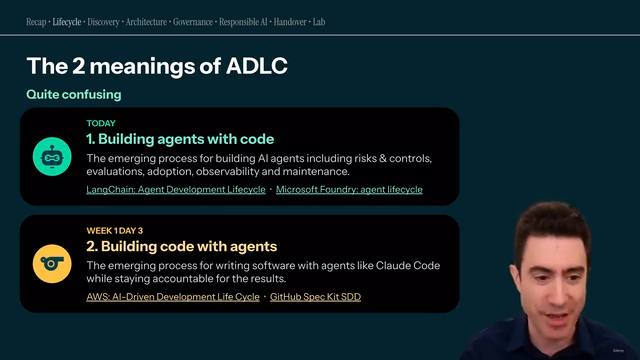 Recap • Lifecycle • Discovery • Architecture • Governance • Responsible AI • Handover • Lab
The 2 meanings of ADLC
Quite confusing
TODAY
1. Building agents with code
The emerging process for building AI agents including risks & controls,
evaluations, adoption, observability and maintenance.
LangChain: Agent Development Lifecycle • Microsoft Foundry: agent lifecycle
WEEK 1 DAY 3
2. Building code with agents
The emerging process for writing software with agents like Claude Code
while staying accountable for the results.
AWS: AI-Driven Development Life Cycle • GitHub Spec Kit SDD